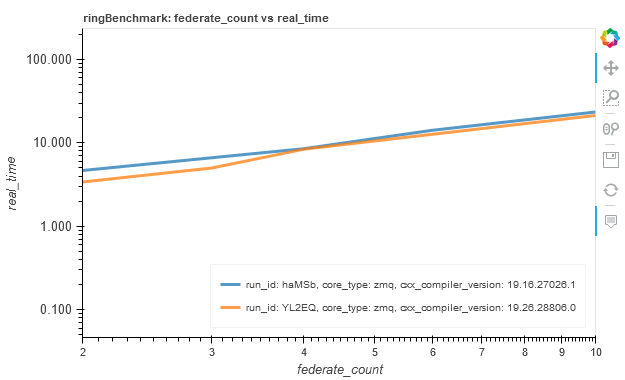 ringBenchmark: federate_count vs real_time
100.000
10.000
1.000
0.100
real_time
run_id: haMSb, core_type: zmq, cxx_compiler_version: 19.16.27026.1
run_id: YL2EQ, core_type: zmq, cxx_compiler_version: 19.26.28806.0
2 3 4 5 6 7 8 9 10
federate_count